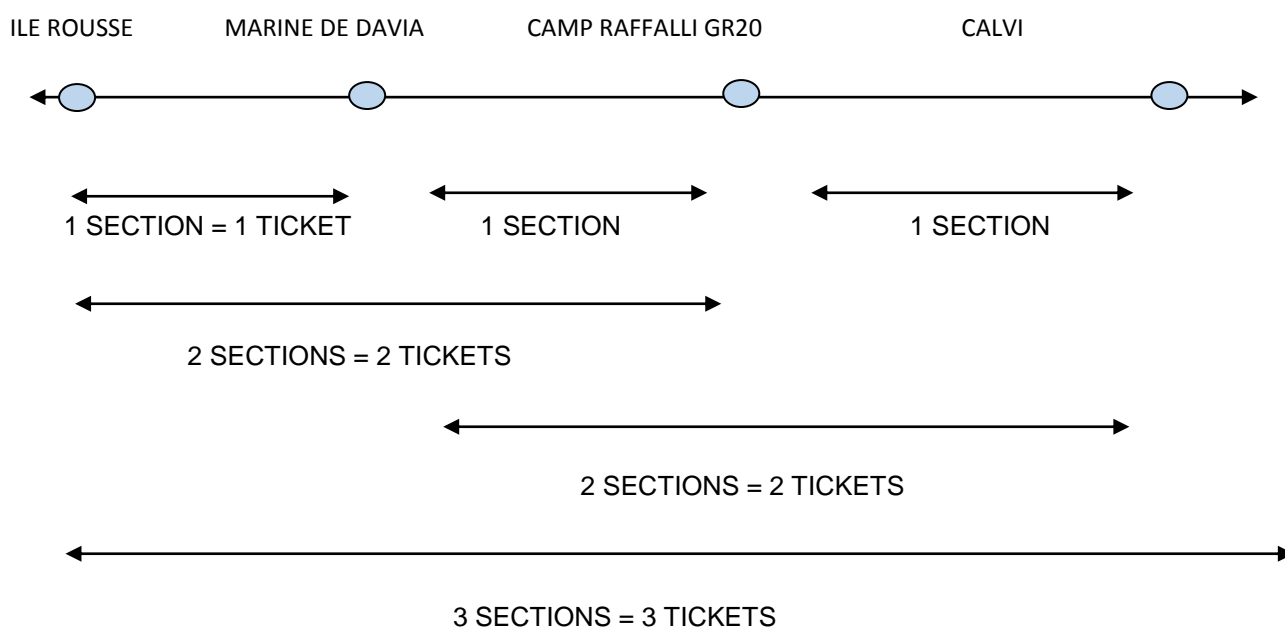 ILE ROUSSE MARINE DE DAVIA CAMP RAFFALLI GR20 CALVI
1 SECTION = 1 TICKET 1 SECTION 1 SECTION
2 SECTIONS = 2 TICKETS
2 SECTIONS = 2 TICKETS
3 SECTIONS = 3 TICKETS